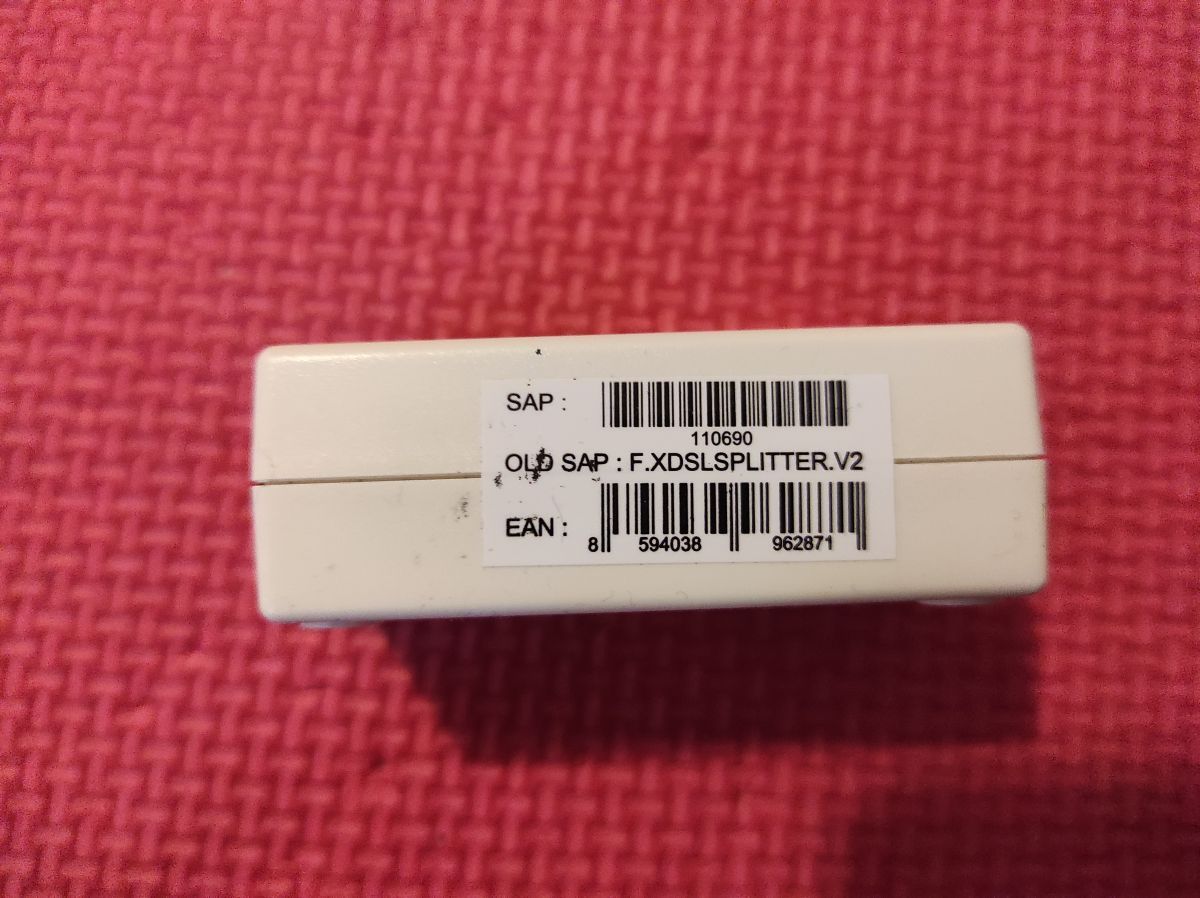 SAP :
110690
OLD SAP : F.XDSLSPLITTER.V2
EAN :
8 594038 962871